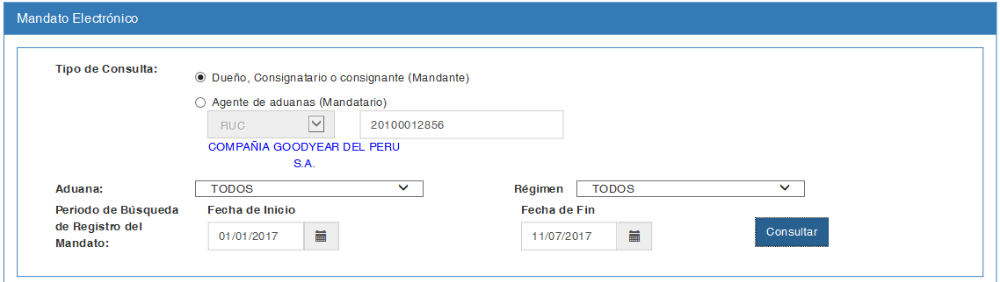 Mandato Electrónico
Tipo de Consulta:
Dueño, Consignatario o consignante (Mandante)
Agente de aduanas (Mandatario)
RUC 20100012856
COMPAÑIA GOODYEAR DEL PERU
S.A.
Aduana: TODOS Régimen TODOS
Periodo de Búsqueda Fecha de Inicio Fecha de Fin
de Registro del
Mandato: 01/01/2017 11/07/2017 Consultar